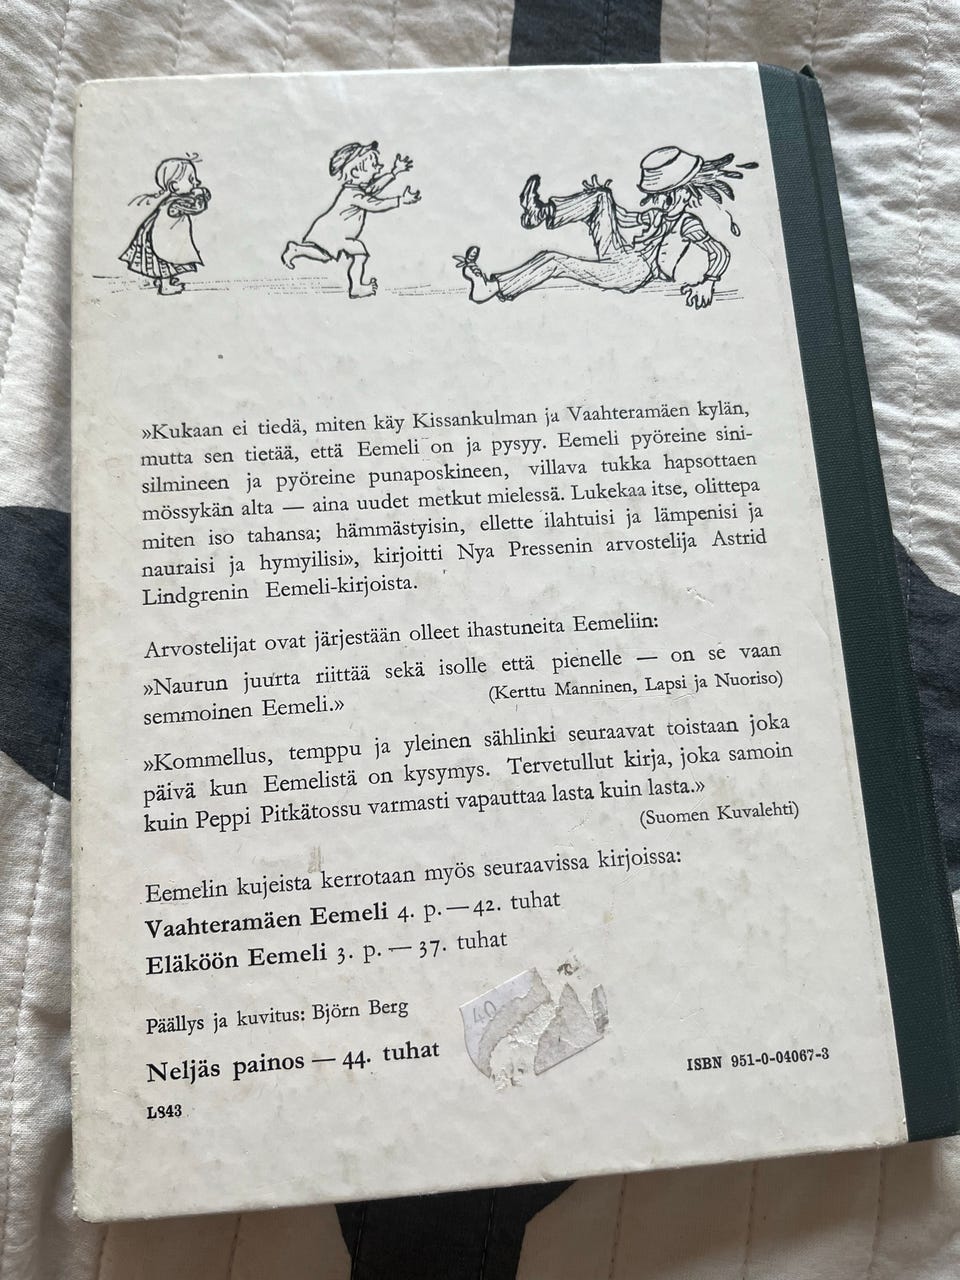 »Kukaan ei tiedä, miten käy Kissankulman ja Vaahteramäen kylän,
mutta sen tietää, että Eemeli on ja pysyy. Eemeli pyöreine sini-
silmineen ja pyöreine punaposkineen, villava tukka hapsottaen
mössykän alta — aina uudet metkut mielessä. Lukekaa itse, olittepa
miten iso tahansa; hämmästyisin, ellette ilahtuisi ja lämpenisi ja
nauraisi ja hymyilisi», kirjoitti Nya Pressenin arvostelija Astrid
Lindgrenin Eemeli-kirjoista.
Arvostelijat ovat järjestään olleet ihastuneita Eemeliin:
»Naurun juurta riittää sekä isolle että pienelle — on se vaan
semmoinen Eemeli.» (Kerttu Manninen, Lapsi ja Nuoriso)
»Kommellus, temppu ja yleinen sählinki seuraavat toistaan joka
päivä kun Eemelistä on kysymys. Tervetullut kirja, joka samoin
kuin Peppi Pitkätossu varmasti vapauttaa lasta kuin lasta.»
(Suomen Kuvalehti)
Eemelin kujeista kerrotaan myös seuraavissa kirjoissa:
Vaahteramäen Eemeli 4. p. — 42. tuhat
Eläköön Eemeli 3. p. — 37. tuhat
Päällys ja kuvitus: Björn Berg
40
Neljäs painos — 44. tuhat
ISBN 951-0-04067-3
L843